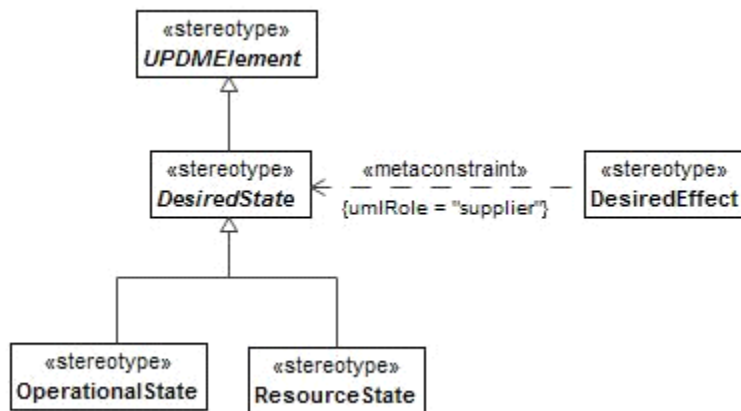 «stereotype»
UPDMElement
«stereotype»
DesiredState
«metaconstraint»
{umlRole = "supplier"}
«stereotype»
DesiredEffect
«stereotype»
OperationalState
«stereotype»
ResourceState